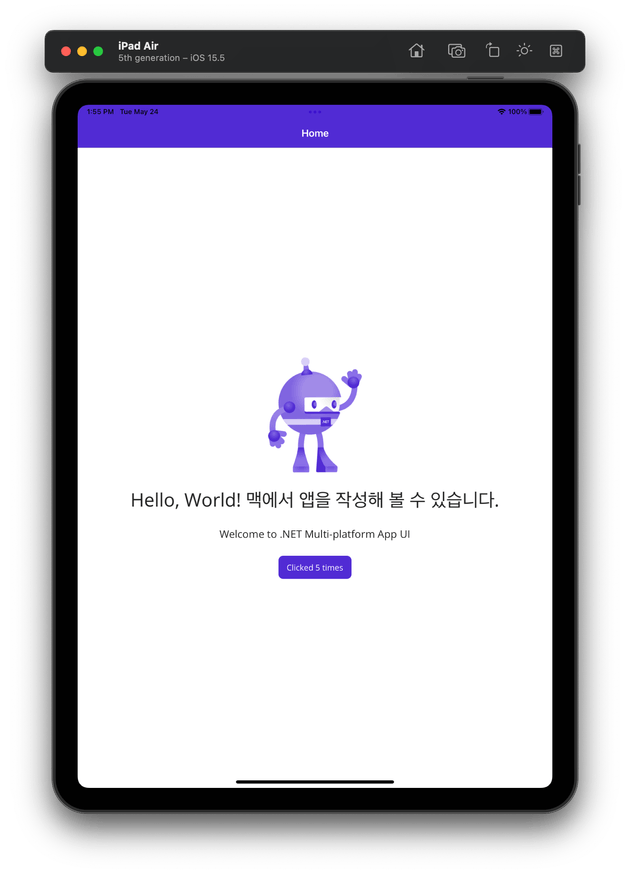 iPad Air
5th generation – iOS 15.5
1:55 PM Tue May 24
100%
Home
.NET
Hello, World! 맥에서 앱을 작성해 볼 수 있습니다.
Welcome to .NET Multi-platform App UI
Clicked 5 times